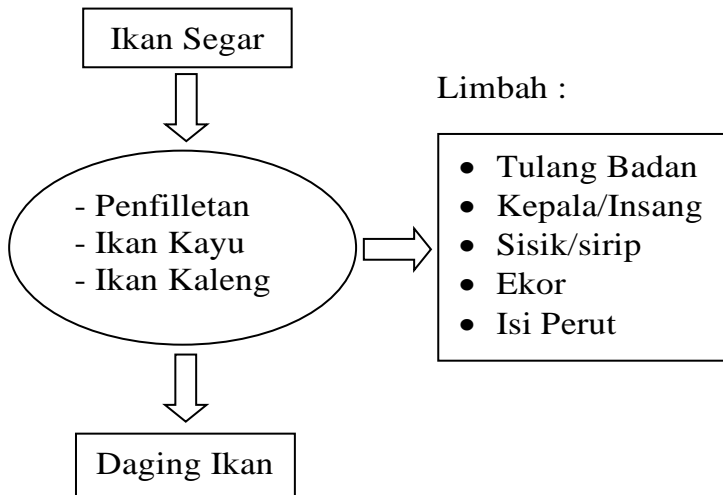 Ikan Segar
- Penfilletan
- Ikan Kayu
- Ikan Kaleng
Limbah :
• Tulang Badan
• Kepala/Insang
• Sisik/sirip
• Ekor
• Isi Perut
Daging Ikan